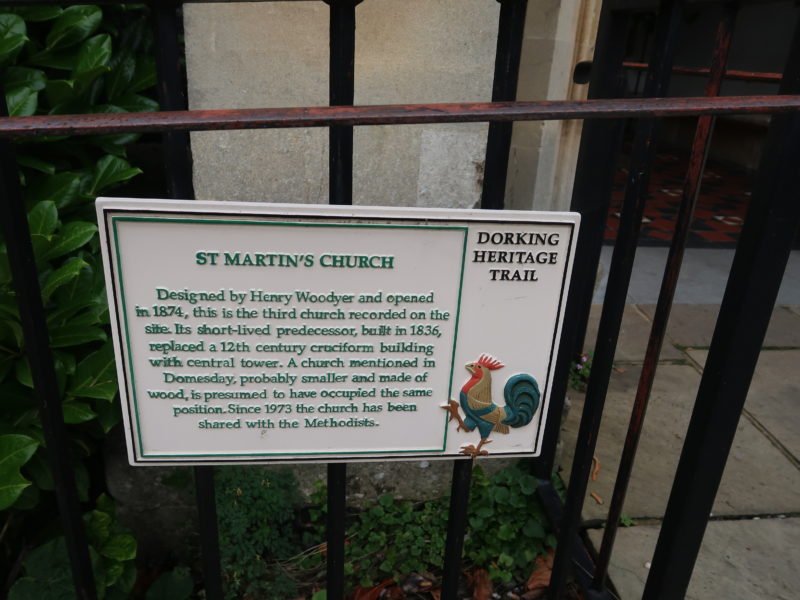 ST MARTIN'S CHURCH
Designed by Henry Woodyer and opened
in 1874, this is the third church recorded on the
site. Its short-lived predecessor, built in 1836,
replaced a 12th century cruciform building
with central tower. A church mentioned in
Domesday, probably smaller and made of
wood, is presumed to have occupied the same
position. Since 1973 the church has been
shared with the Methodists.
DORKING
HERITAGE
TRAIL